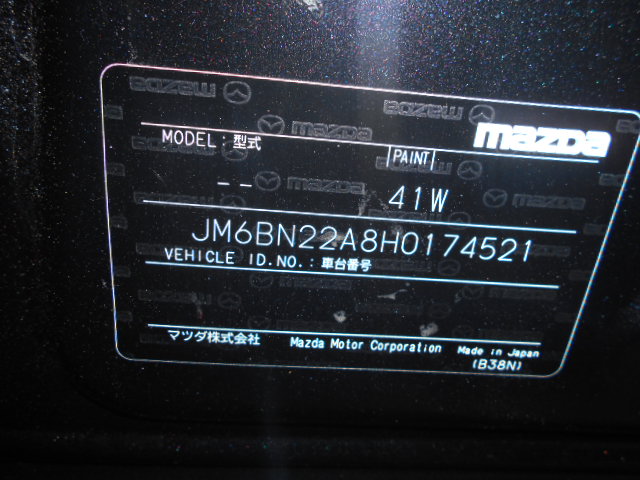 mazda
MODEL : 型式
PAINT
-- 41W
JM6BN22A8H0174521
VEHICLE ID.NO. : 車台番号
マツダ株式会社 Mazda Motor Corporation Made in Japan
(B38N)